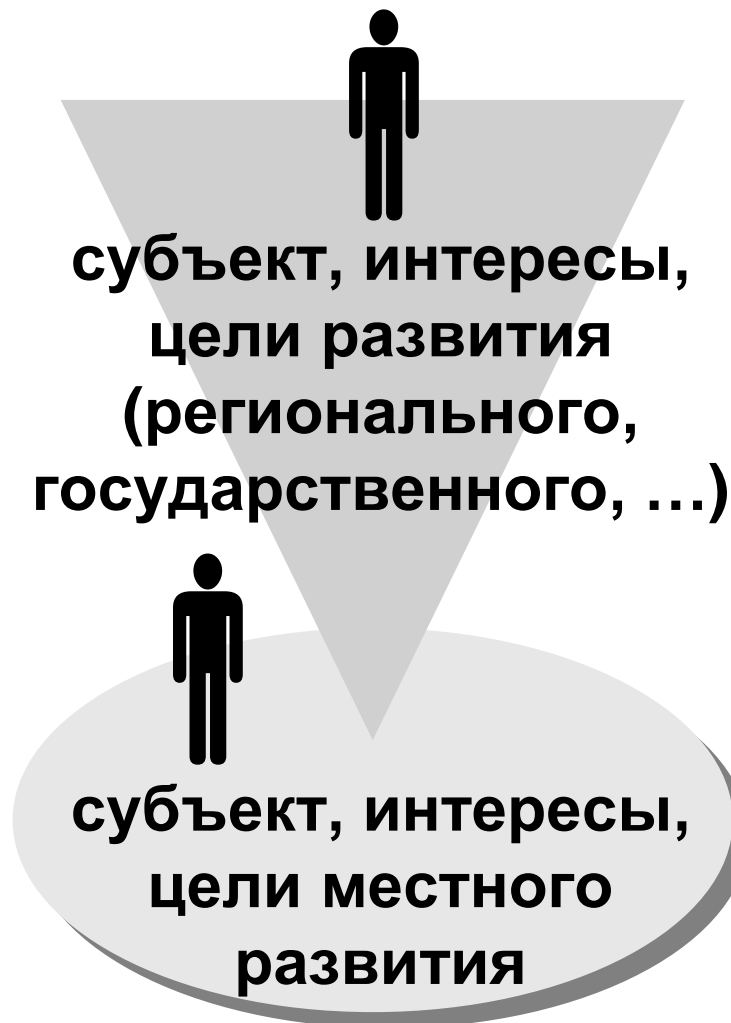 субъект, интересы,
цели развития
(регионального,
государственного, …)
субъект, интересы,
цели местного
развития